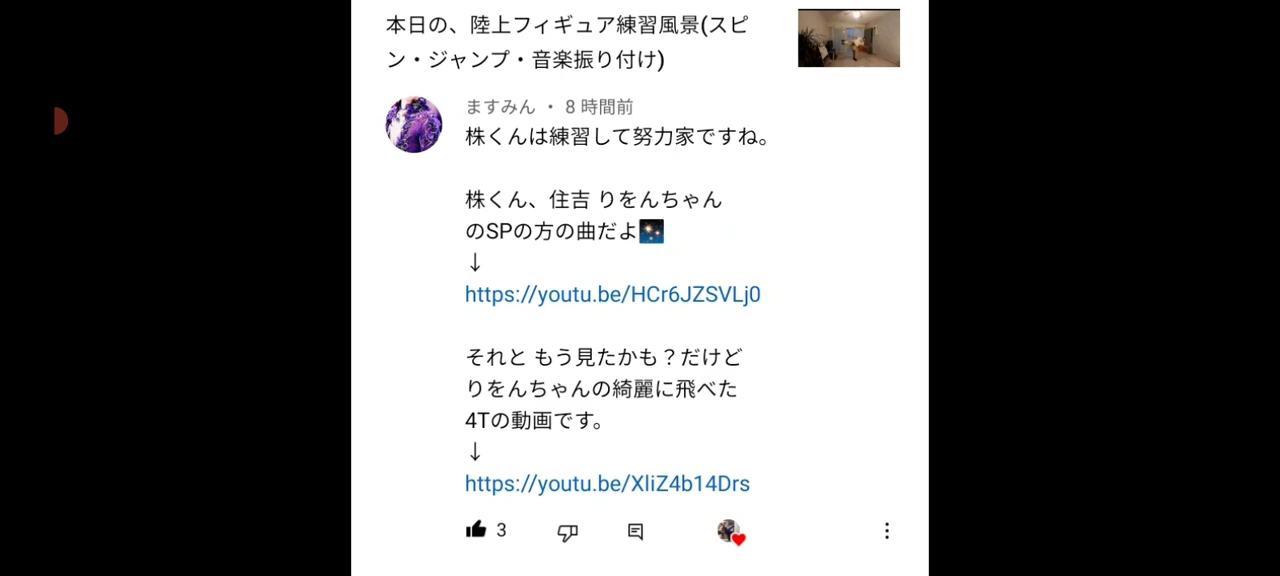 本日の、陸上フィギュア練習風景(スピ
ン・ジャンプ・音楽振り付け)
ますみん ・ 8 時間前
株くんは練習して努力家ですね。
株くん、住吉 りをんちゃん
のSPの方の曲だよ🎇
↓
https://youtu.be/HCr6JZSVLj0
それと もう見たかも？だけど
りをんちゃんの綺麗に飛べた
4Tの動画です。
↓
https://youtu.be/XliZ4b14Drs
3